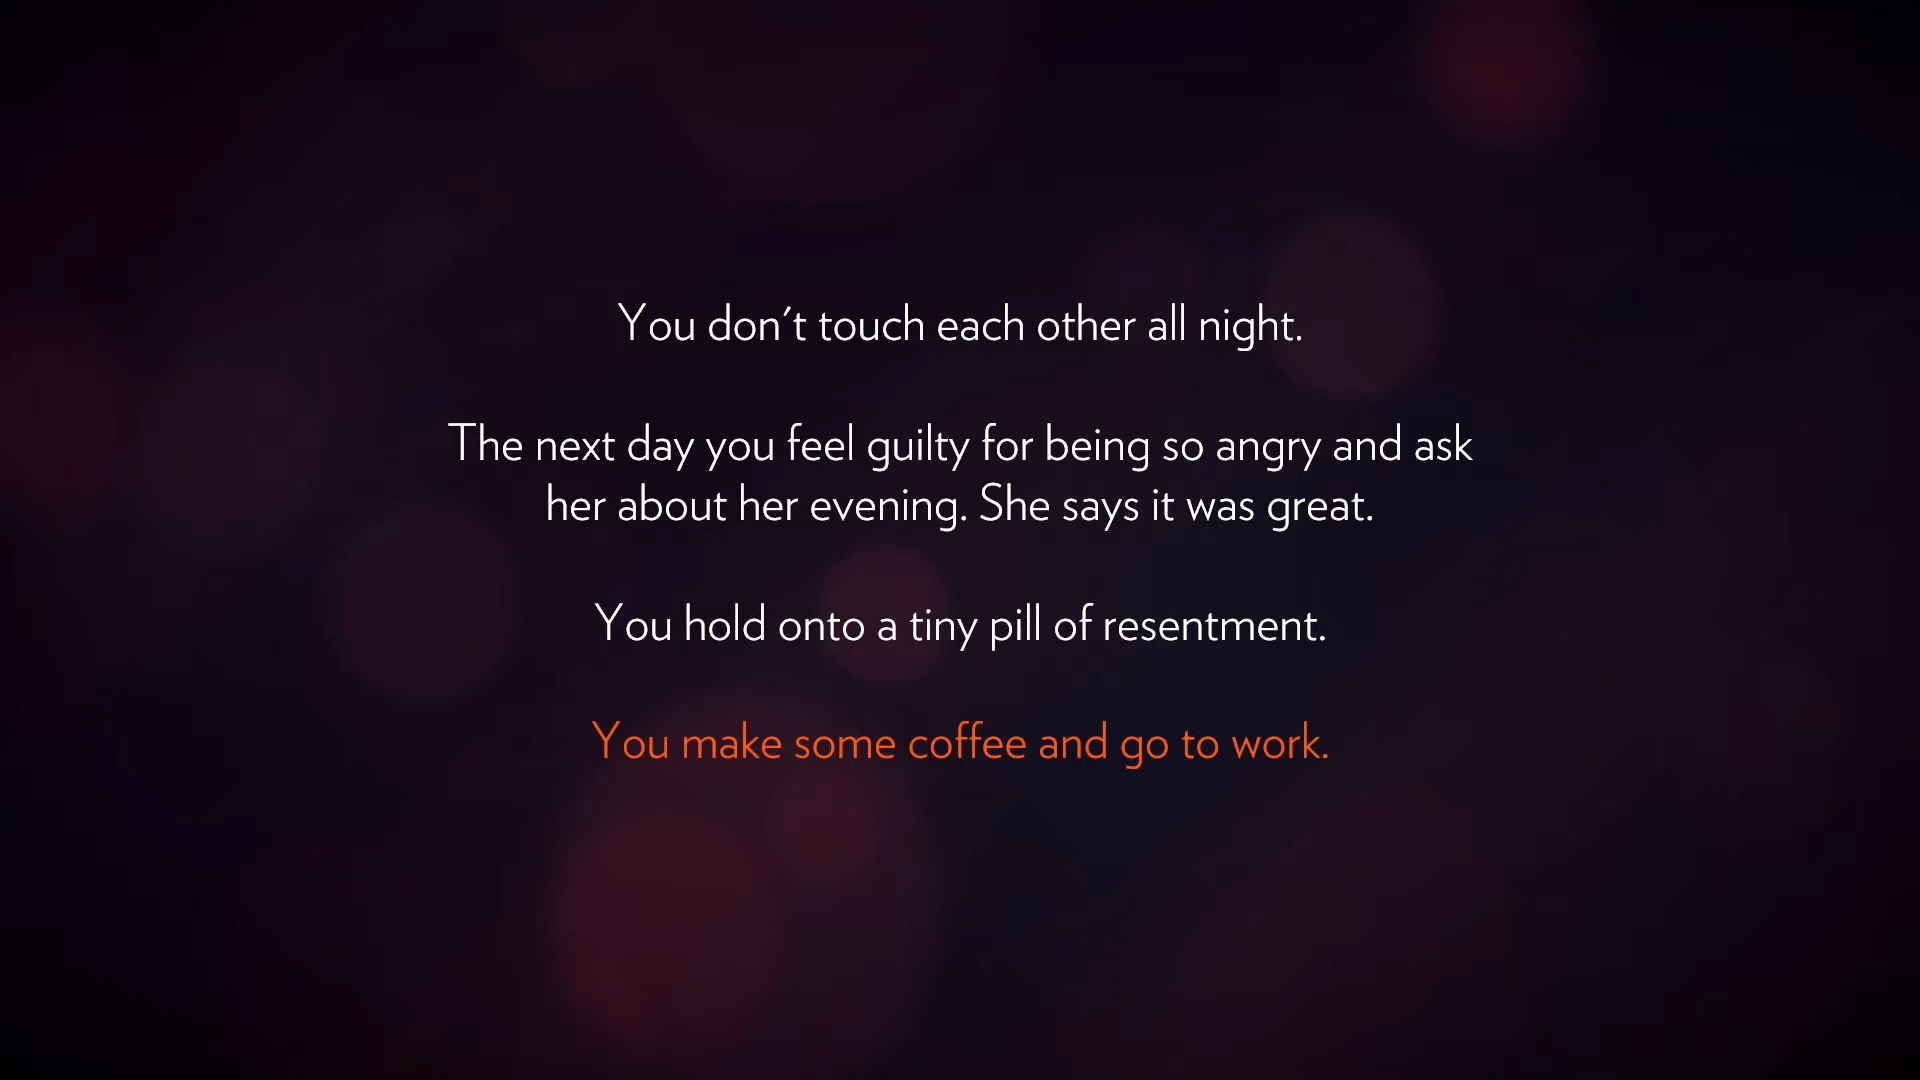 You don't touch each other all night.
The next day you feel guilty for being so angry and ask
her about her evening. She says it was great.
You hold onto a tiny pill of resentment.
You make some coffee and go to work.